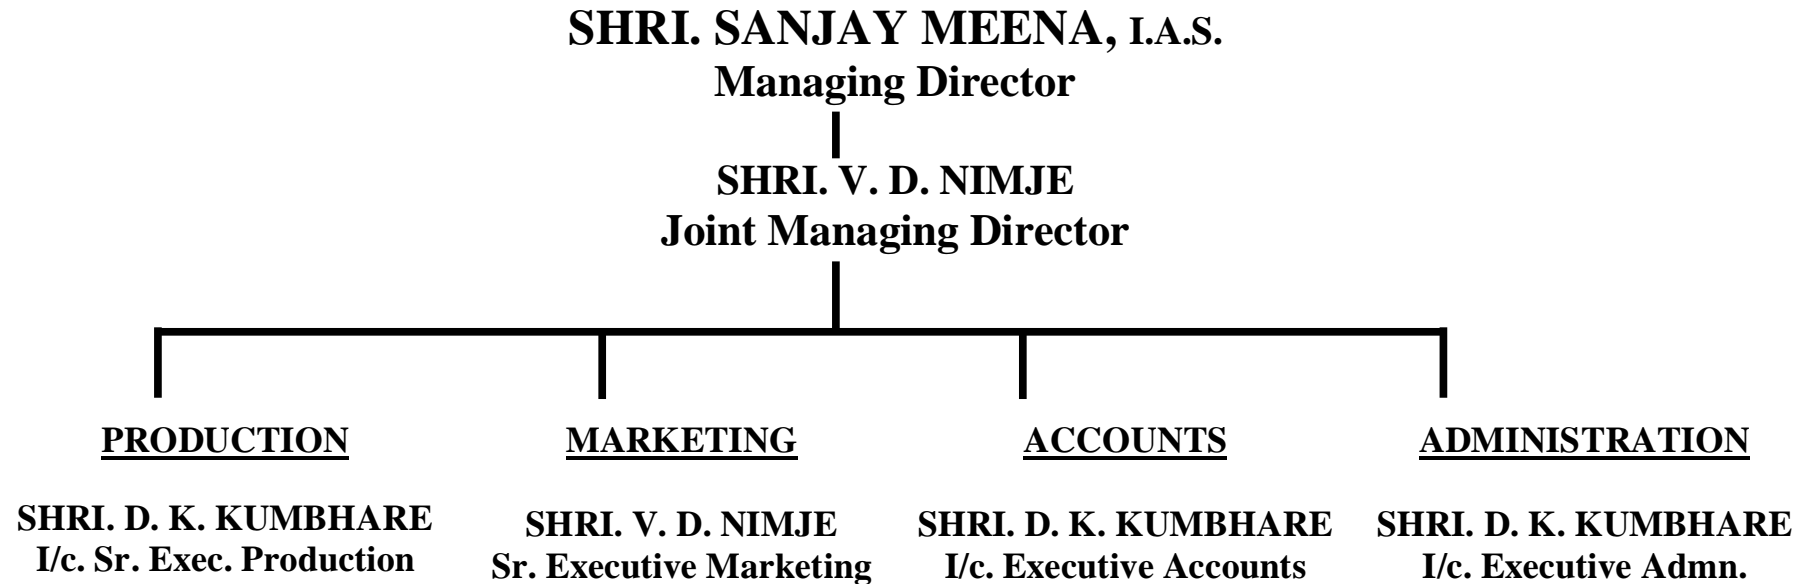 SHRI. SANJAY MEENA, I.A.S.
Managing Director
SHRI. V. D. NIMJE
Joint Managing Director
PRODUCTION
MARKETING
ACCOUNTS
ADMINISTRATION
SHRI. D. K. KUMBHARE
I/c. Sr. Exec. Production
SHRI. V. D. NIMJE
Sr. Executive Marketing
SHRI. D. K. KUMBHARE
I/c. Executive Accounts
SHRI. D. K. KUMBHARE
I/c. Executive Admn.